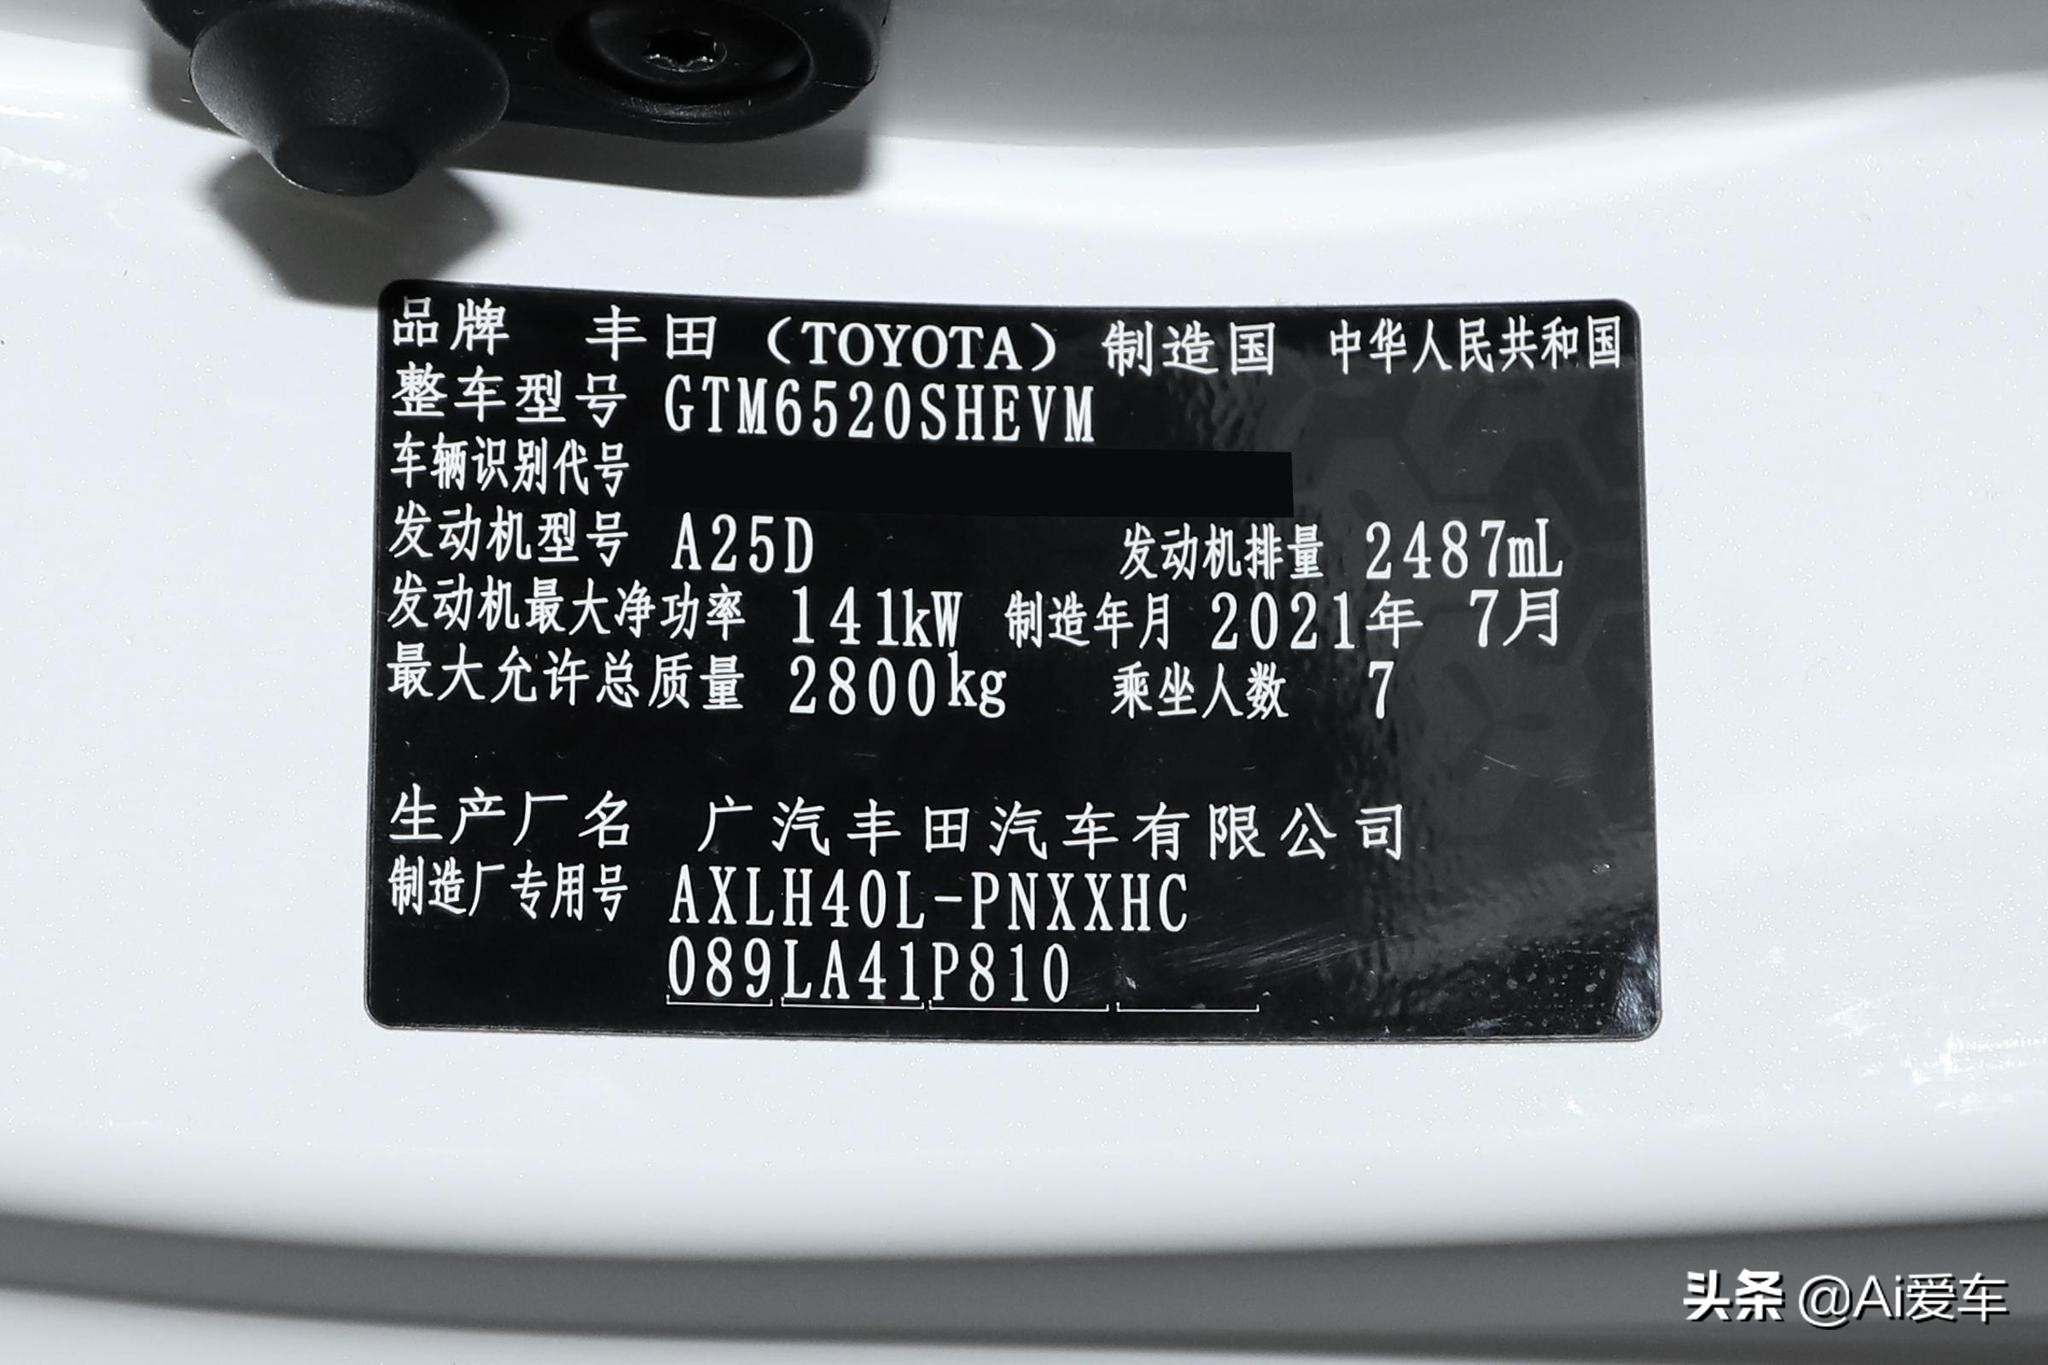 品牌 丰田（TOYOTA）制造国 中华人民共和国
整车型号 GTM6520SHEVM
车辆识别代号
发动机型号 A25D 发动机排量 2487mL
发动机最大净功率 141kW 制造年月 2021年 7月
最大允许总质量 2800kg 乘坐人数 7
生产厂名 广汽丰田汽车有限公司
制造厂专用号 AXLH40L-PNXXHC
089LA41P810
头条 @Ai爱车